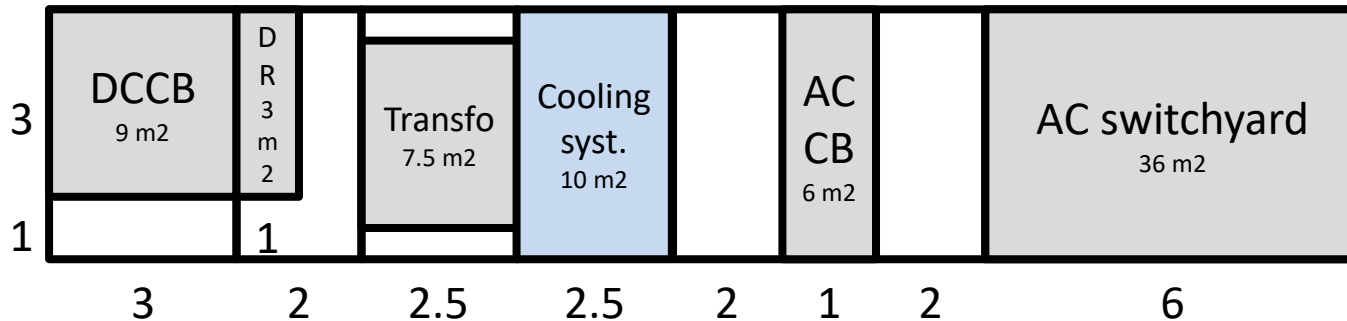 DCCB
9 m2
D
R
3
m
2
Transfo
7.5 m2
Cooling
syst.
10 m2
AC
CB
6 m2
AC switchyard
36 m2
3
1
1
3
2
2.5
2.5
2
1
2
6